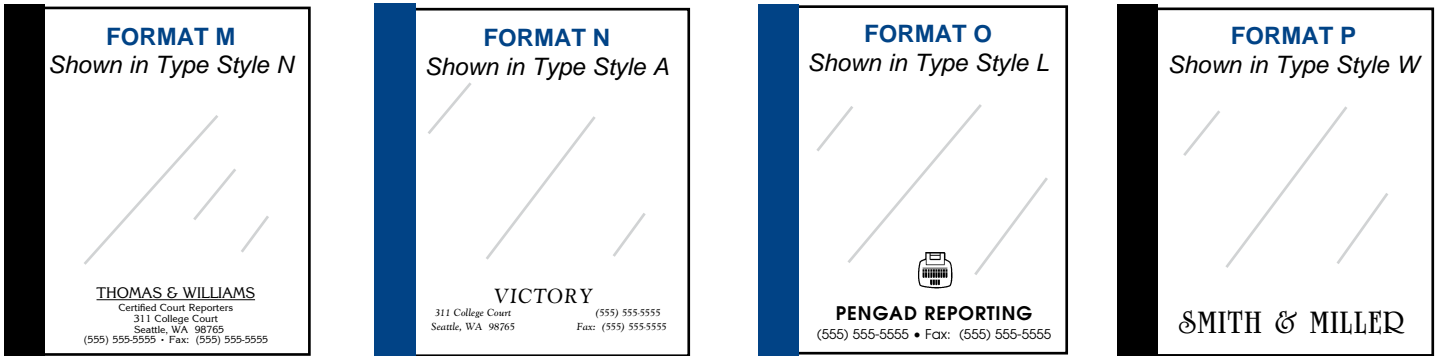 FORMAT M
Shown in Type Style N
THOMAS & WILLIAMS
Certified Court Reporters
311 College Court
Seattle, WA 98765
(555) 555-5555 · Fax: (555) 555-5555
FORMAT N
Shown in Type Style A
VICTORY
311 College Court (555) 555-5555
Seattle, WA 98765 Fax: (555) 555-5555
FORMAT O
Shown in Type Style L
PENGAD REPORTING
(555) 555-5555 • Fax: (555) 555-5555
FORMAT P
Shown in Type Style W
SMITH & MILLER